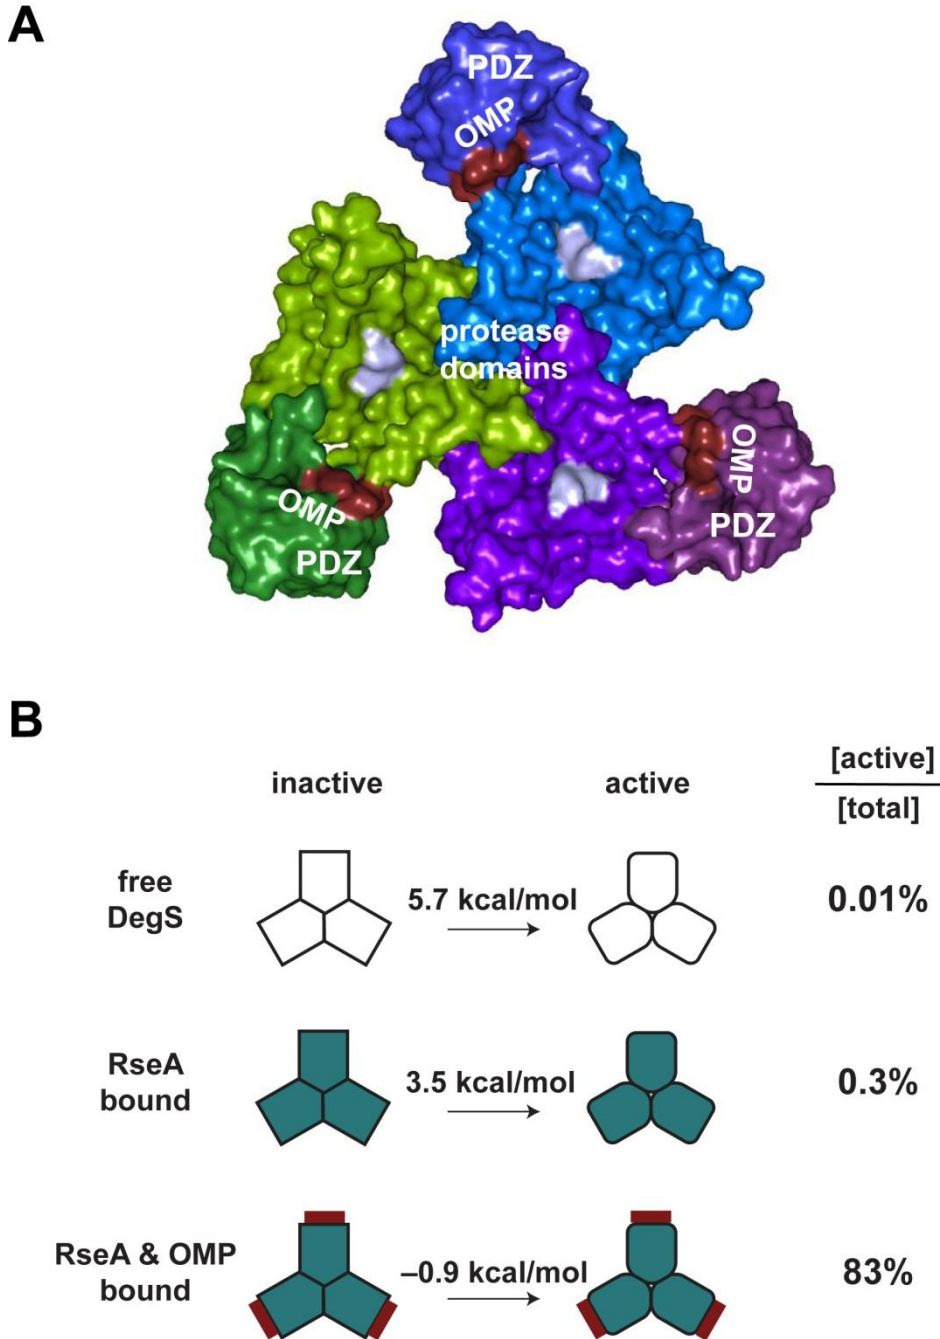 A
PDZ
OMP
protease
domains
OMP
PDZ
OMP
PDZ
B
inactive
active
[active]
[total]
free
DegS
5.7 kcal/mol
0.01%
RseA
bound
3.5 kcal/mol
0.3%
RseA & OMP
bound
–0.9 kcal/mol
83%